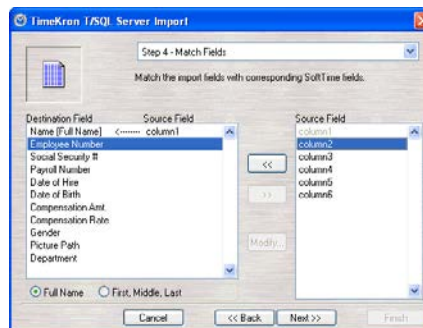 TimeKron T/SQL Server Import
Step 4 - Match Fields
Match the import fields with corresponding SoftTime fields.
Destination Field Source Field
Name [Full Name] <-------- column1
Employee Number
Social Security #
Payroll Number
Date of Hire
Date of Birth
Compensation Amt.
Compensation Rate
Gender
Picture Path
Department
Full Name First, Middle, Last
<<
>>
Modify...
Source Field
column1
column2
column3
column4
column5
column6
Cancel << Back Next >> Finish